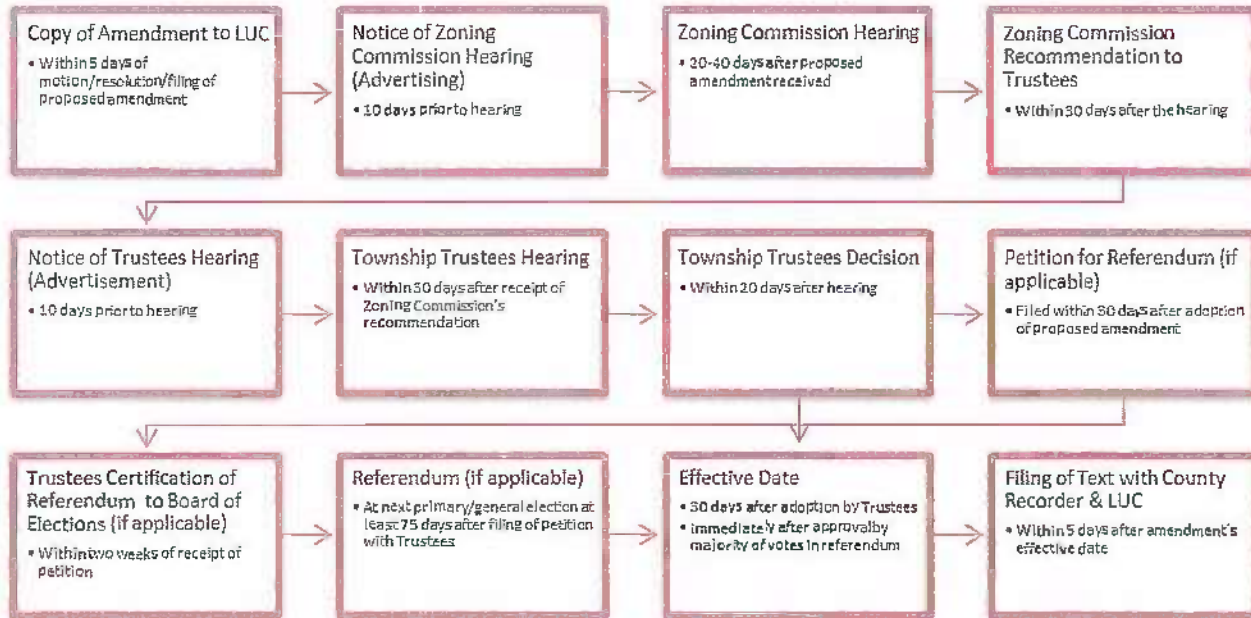 Copy of Amendment to LUC
• Within 5 days of
motion/resolution/filing of
proposed amendment
Notice of Zoning
Commission Hearing
(Advertising)
• 10 days prior to hearing
Zoning Commission Hearing
• 20-40 days after proposed
amendment received
Zoning Commission
Recommendation to
Trustees
• Within 30 days after the hearing
Notice of Trustees Hearing
(Advertisement)
• 10 days prior to hearing
Township Trustees Hearing
• Within 30 days after receipt of
Zoning Commission's
recommendation
Township Trustees Decision
• Within 20 days after hearing
Petition for Referendum (if
applicable)
• Filed within 30 days after adoption
of proposed amendment
Trustees Certification of
Referendum to Board of
Elections (if applicable)
• Within two weeks of receipt of
petition
Referendum (if applicable)
• At next primary/general election at
least 75 days after filing of petition
with Trustees
Effective Date
• 30 days after adoption by Trustees
• Immediately after approval by
majority of votes in referendum
Filing of Text with County
Recorder & LUC
• Within 5 days after amendment's
effective date